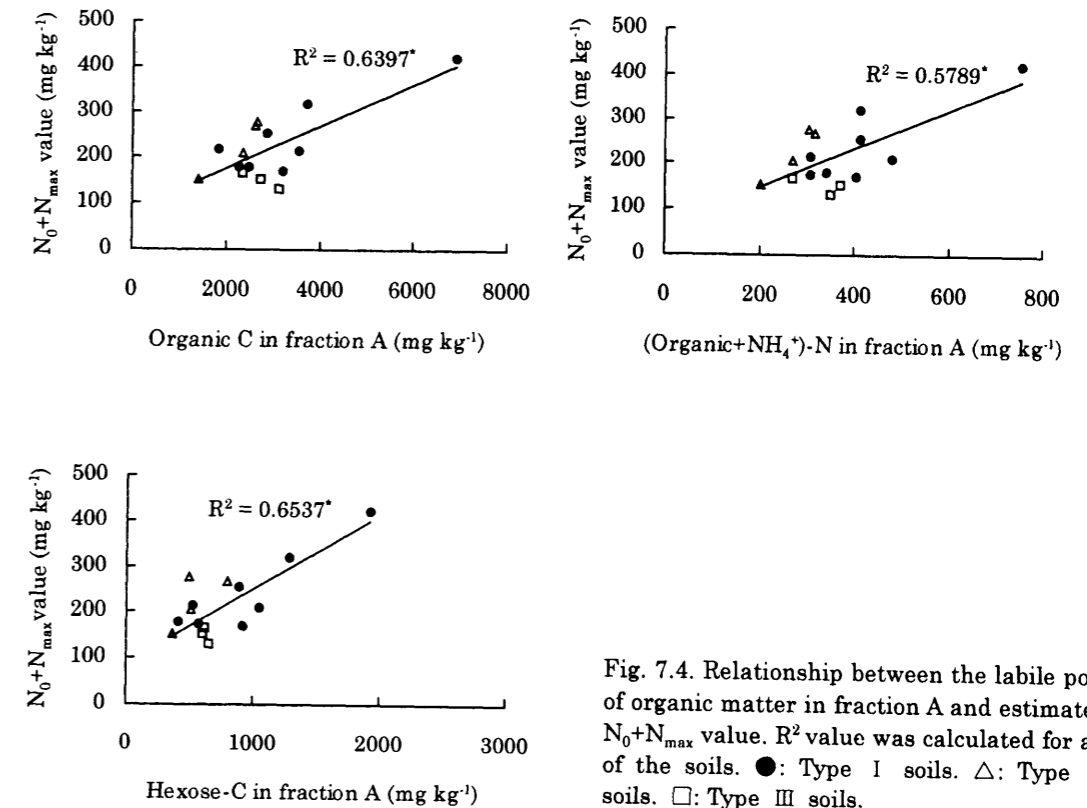 500
400
300
200
100
0
N₀+Nₘₐₓ value (mg kg⁻¹)
R² = 0.6397*
0 2000 4000 6000 8000
Organic C in fraction A (mg kg⁻¹)
500
400
300
200
100
0
N₀+Nₘₐₓ value (mg kg⁻¹)
R² = 0.5789*
0 200 400 600 800
(Organic+NH₄⁺)-N in fraction A (mg kg⁻¹)
500
400
300
200
100
0
N₀+Nₘₐₓ value (mg kg⁻¹)
R² = 0.6537*
0 1000 2000 3000
Hexose-C in fraction A (mg kg⁻¹)
Fig. 7.4. Relationship between the labile po
of organic matter in fraction A and estimate
N₀+Nₘₐₓ value. R² value was calculated for a
of the soils. ●: Type I soils. △: Type
soils. □: Type III soils.